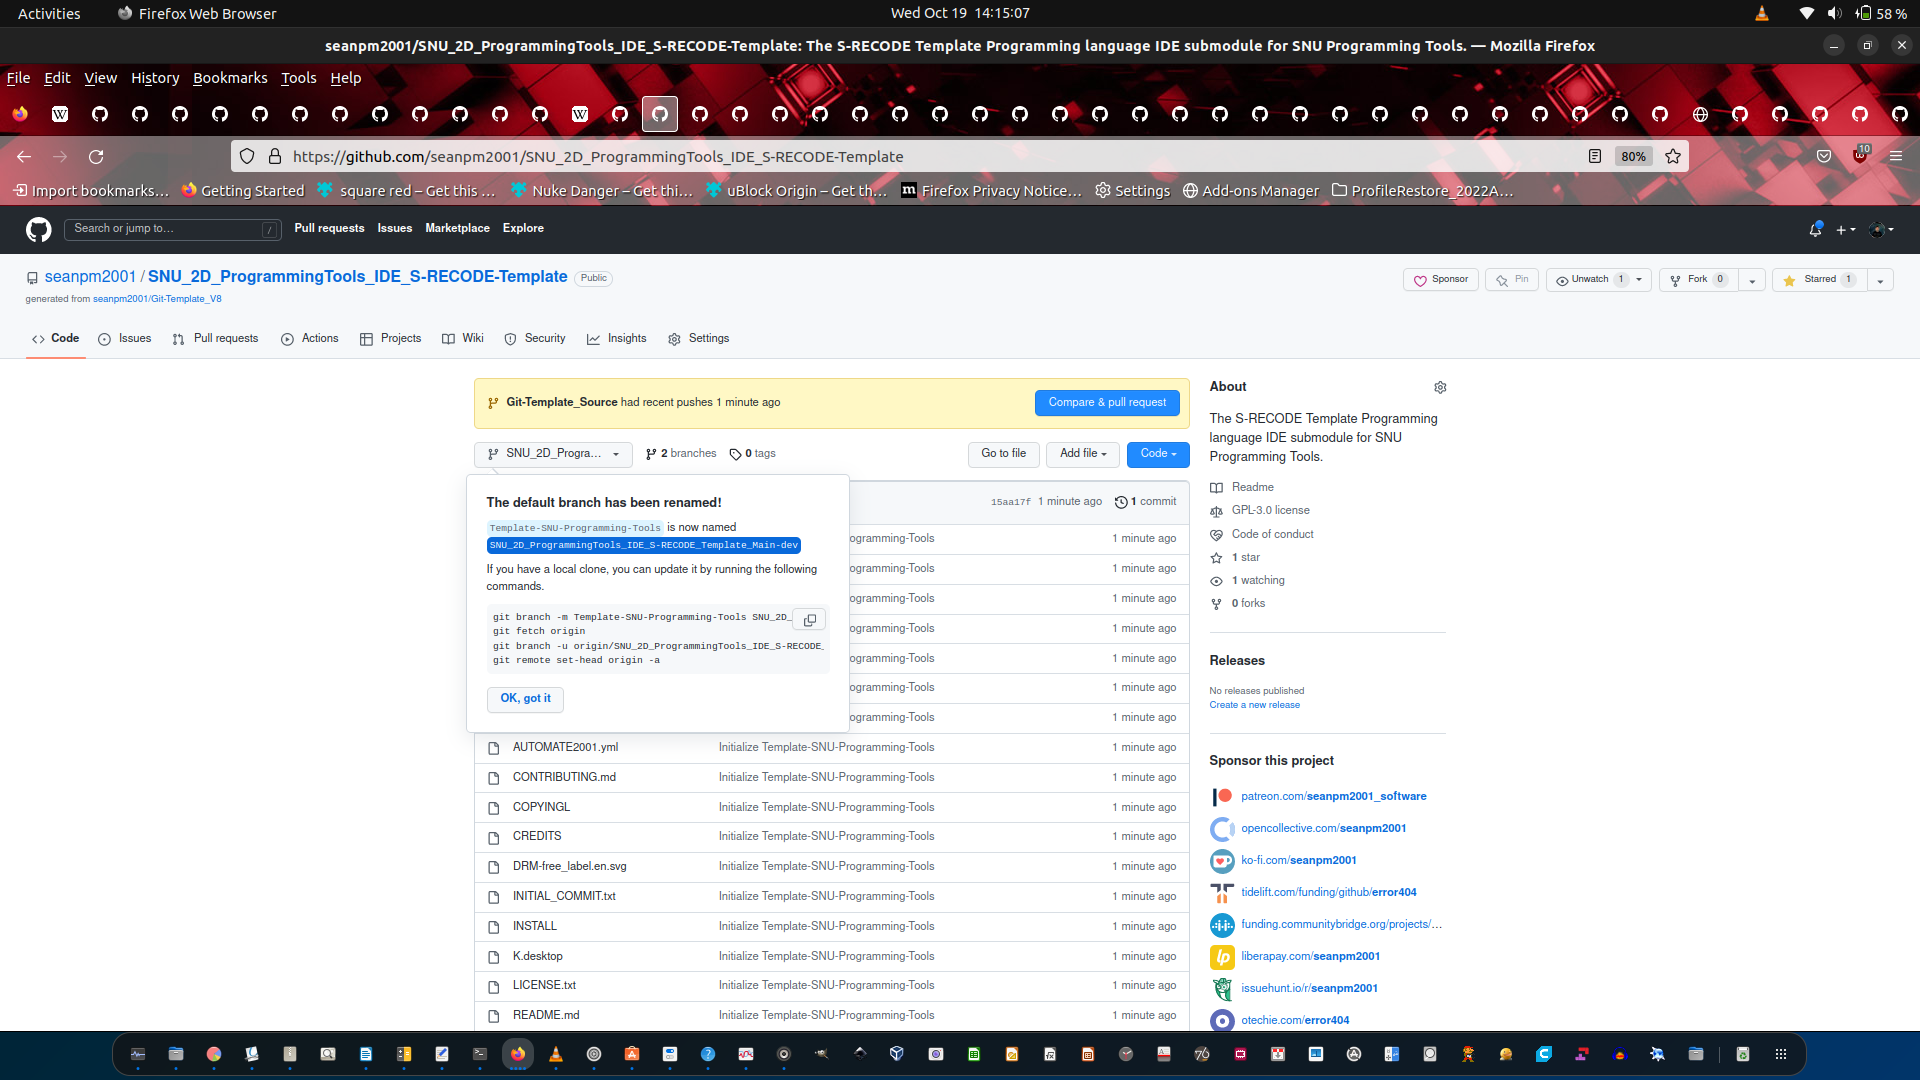 Activities
Firefox Web Browser
Wed Oct 19 14:15:07
58 %
seanpm2001/SNU_2D_ProgrammingTools_IDE_S-RECODE-Template: The S-RECODE Template Programming language IDE submodule for SNU Programming Tools. — Mozilla Firefox
File Edit View History Bookmarks Tools Help
https://github.com/seanpm2001/SNU_2D_ProgrammingTools_IDE_S-RECODE-Template
80%
10
Import bookmarks… Getting Started square red – Get this … Nuke Danger – Get thi… uBlock Origin – Get th… Firefox Privacy Notice… Settings Add-ons Manager ProfileRestore_2022A…
Search or jump to… /
Pull requests Issues Marketplace Explore
seanpm2001 / SNU_2D_ProgrammingTools_IDE_S-RECODE-Template Public
Sponsor Pin Unwatch 1 Fork 0 Starred 1
generated from seanpm2001/Git-Template_V8
Code Issues Pull requests Actions Projects Wiki Security Insights Settings
Git-Template_Source had recent pushes 1 minute ago
Compare & pull request
SNU_2D_Progra… 2 branches 0 tags
Go to file Add file Code
The default branch has been renamed!
Template-SNU-Programming-Tools is now named
SNU_2D_ProgrammingTools_IDE_S-RECODE_Template_Main-dev
If you have a local clone, you can update it by running the following
commands.
git branch -m Template-SNU-Programming-Tools SNU_2D_
git fetch origin
git branch -u origin/SNU_2D_ProgrammingTools_IDE_S-RECODE_
git remote set-head origin -a
OK, got it
15aa17f 1 minute ago 1 commit
ogramming-Tools 1 minute ago
ogramming-Tools 1 minute ago
ogramming-Tools 1 minute ago
ogramming-Tools 1 minute ago
ogramming-Tools 1 minute ago
ogramming-Tools 1 minute ago
ogramming-Tools 1 minute ago
AUTOMATE2001.yml Initialize Template-SNU-Programming-Tools 1 minute ago
CONTRIBUTING.md Initialize Template-SNU-Programming-Tools 1 minute ago
COPYINGL Initialize Template-SNU-Programming-Tools 1 minute ago
CREDITS Initialize Template-SNU-Programming-Tools 1 minute ago
DRM-free_label.en.svg Initialize Template-SNU-Programming-Tools 1 minute ago
INITIAL_COMMIT.txt Initialize Template-SNU-Programming-Tools 1 minute ago
INSTALL Initialize Template-SNU-Programming-Tools 1 minute ago
K.desktop Initialize Template-SNU-Programming-Tools 1 minute ago
LICENSE.txt Initialize Template-SNU-Programming-Tools 1 minute ago
README.md Initialize Template-SNU-Programming-Tools 1 minute ago
About
The S-RECODE Template Programming
language IDE submodule for SNU
Programming Tools.
Readme
GPL-3.0 license
Code of conduct
1 star
1 watching
0 forks
Releases
No releases published
Create a new release
Sponsor this project
patreon.com/seanpm2001_software
opencollective.com/seanpm2001
ko-fi.com/seanpm2001
tidelift.com/funding/github/error404
funding.communitybridge.org/projects/…
liberapay.com/seanpm2001
issuehunt.io/r/seanpm2001
otechie.com/error404